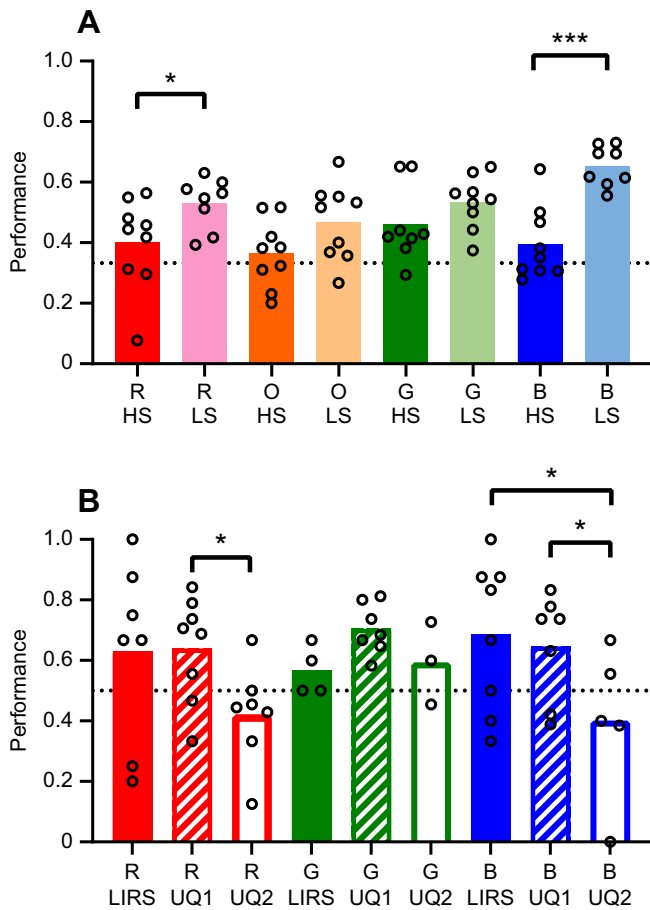 A
*
***
1.0
0.8
0.6
0.4
0.2
0
Performance
R R O O G G B B
HS LS HS LS HS LS HS LS
B
*
*
*
1.0
0.8
0.6
0.4
0.2
0
Performance
R R R G G G B B B
LIRS UQ1 UQ2 LIRS UQ1 UQ2 LIRS UQ1 UQ2